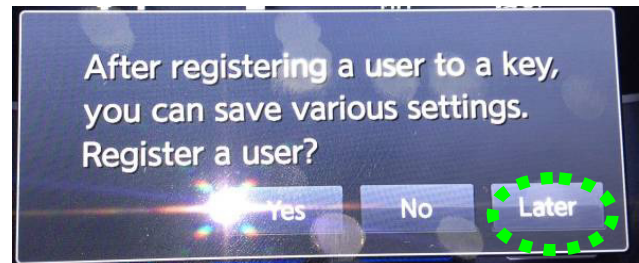 After registering a user to a key,
you can save various settings.
Register a user?
Yes No Later